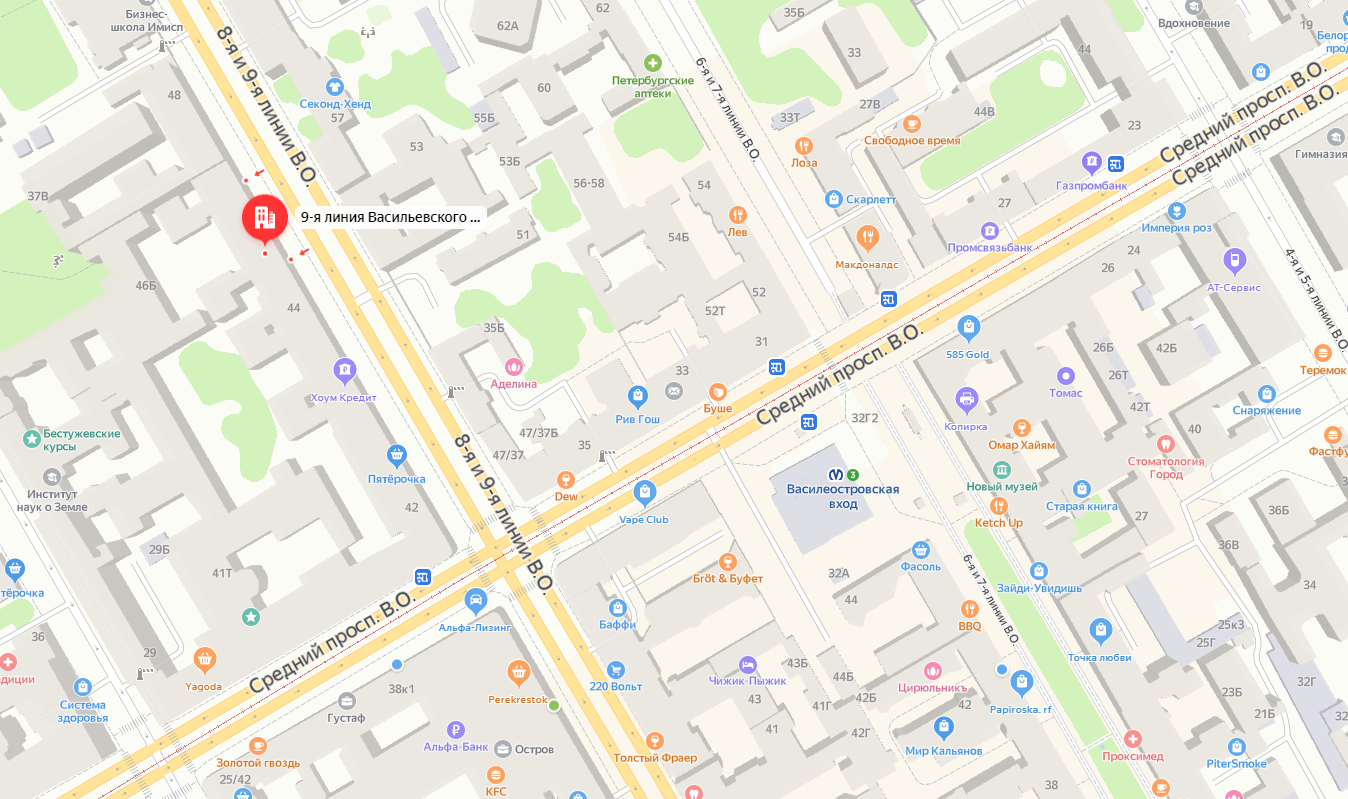 Бизнес-
школа Имисп
62А
62
35Б
Вдохновение
19
8-я и 9-я линии В.О.
33
44
Средний просп. В.О.
Средний просп. В.О.
Петербургские
аптеки
6-я и 7-я линии В.О.
48
Секонд-Хенд
57
60
55Б
27В
44В
33Т
Свободное время
23
Гимназия
53
53Б
Лоза
Газпромбанк
37В
56-58
54
Скарлетт
27
9-я линия Васильевского ...
51
54Б
Лев
Промсвязьбанк
Империя роз
Макдоналдс
24
26
4-я и 5-я линии В.О.
46Б
44
52
52Т
АТ-Сервис
35Б
31
Средний просп. В.О.
585 Gold
26Б
42Б
Аделина
33
26Т
Теремок
Хоум Кредит
Томас
Рив Гош
Буше
42Т
Снаряжение
32Г2
Копирка
Бестужевские
курсы
47/37Б
47/37
35
40
Омар Хайям
8-я и 9-я линии В.О.
Стоматология
Город
Пятёрочка
Василеостровская
вход
3
Новый музей
Институт
наук о Земле
Dew
Старая книга
42
Vape Club
Ketch Up
27
36Б
29Б
36В
41Т
Brӧt & Буфет
32А
Фасоль
6-я и 7-я линии В.О.
Зайди-Увидишь
34
44
Средний просп. В.О.
Альфа-Лизинг
Баффи
BBQ
25к3
25Г
36
29
Точка любви
Yagoda
38к1
Perekrestok
220 Вольт
Чижик-Пыжик
43Б
44Б
Цирюльникъ
32Г
Система
здоровья
Густаф
43
41Г
42Б
42
Papiroska. rf
23Б
21Б
41
44
Альфа-Банк
Остров
Толстый Фраер
Мир Кальянов
Проксимед
PiterSmoke
Золотой гвоздь
25/42
KFC
38